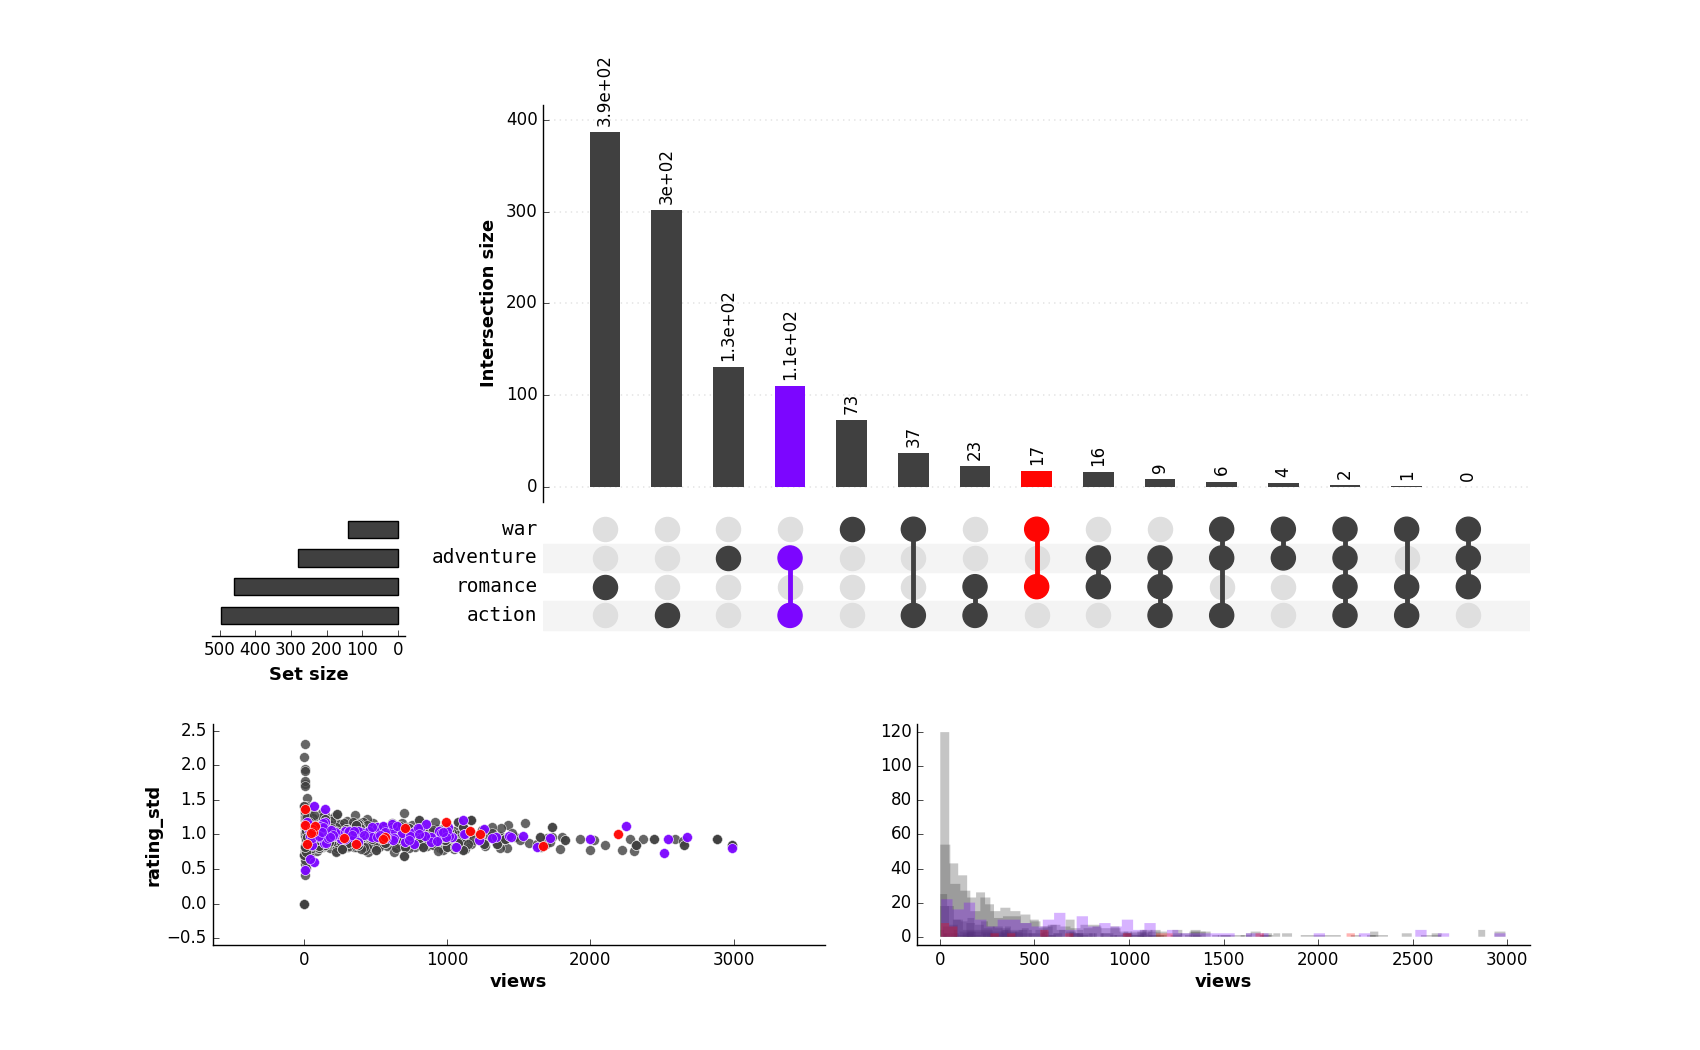 3.9e+02
3e+02
1.3e+02
1.1e+02
73
37
23
17
16
9
6
4
2
1
0
Intersection size
400
300
200
100
0
war
adventure
romance
action
500 400 300 200 100 0
Set size
rating_std
2.5
2.0
1.5
1.0
0.5
0.0
−0.5
0 1000 2000 3000
views
120
100
80
60
40
20
0
0 500 1000 1500 2000 2500 3000
views